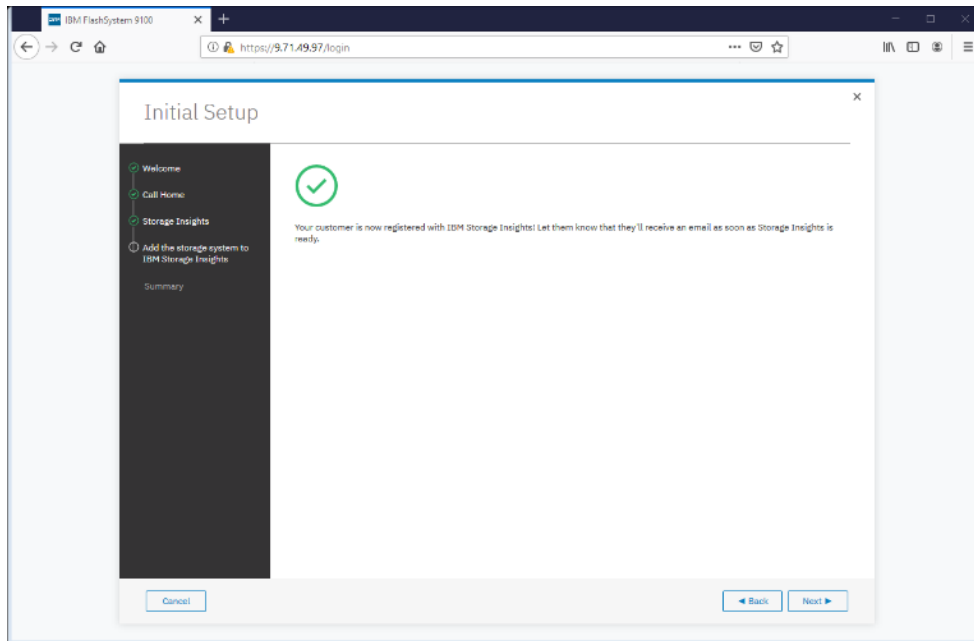 IBM FlashSystem 9100
https://9.71.49.97/login
Initial Setup
Welcome
Call Home
Storage Insights
Add the storage system to
IBM Storage Insights
Summary
Your customer is now registered with IBM Storage Insights! Let them know that they'll receive an email as soon as Storage Insights is
ready.
Cancel
Back
Next